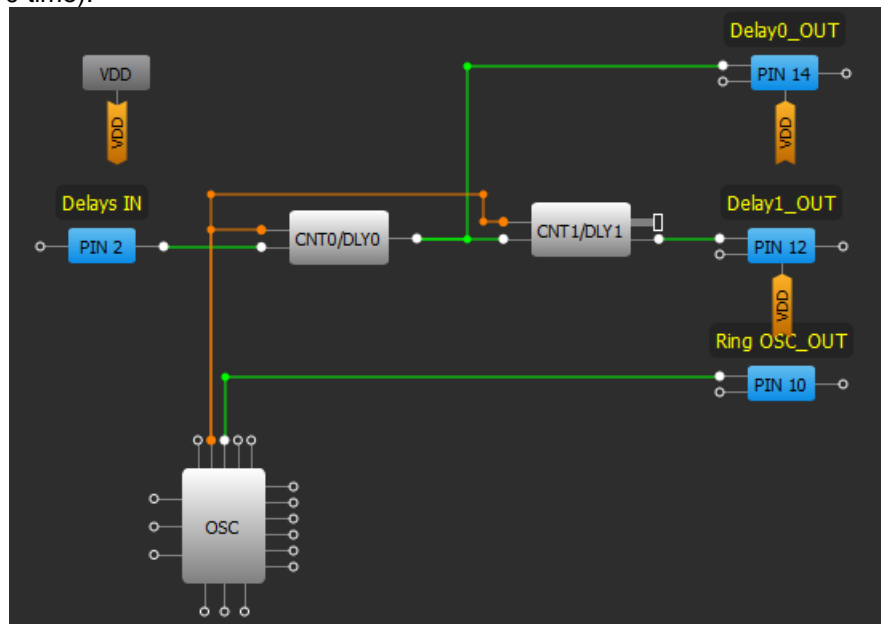 time).
Delay0_OUT
VDD
PIN 14
VDD
VDD
Delays IN
Delay1_OUT
PIN 2
CNT0/DLY0
CNT1/DLY1
PIN 12
VDD
Ring OSC_OUT
PIN 10
OSC